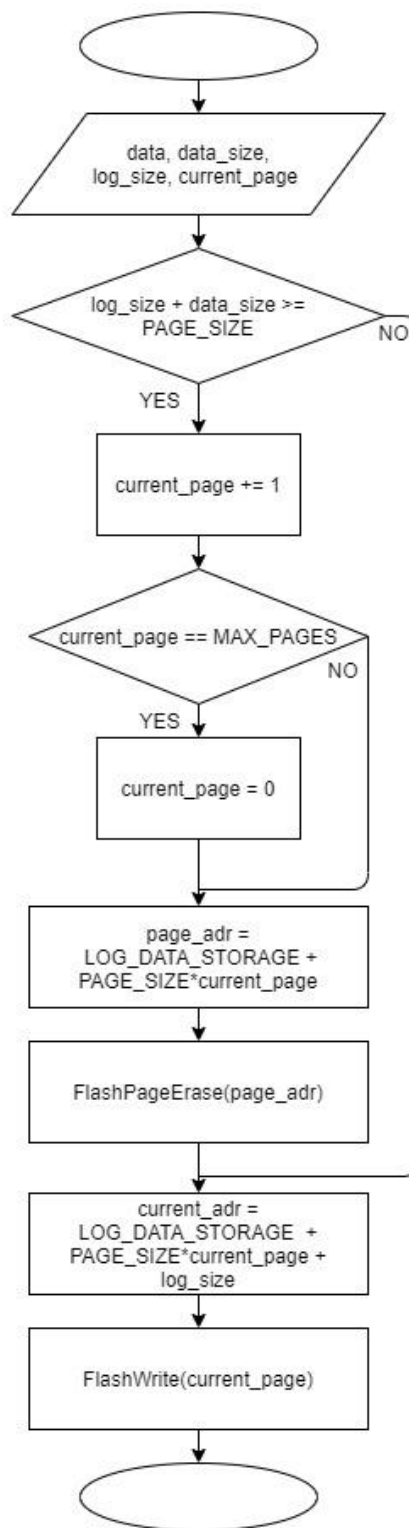 data, data_size,
log_size, current_page
log_size + data_size >=
PAGE_SIZE
NO
YES
current_page += 1
current_page == MAX_PAGES
NO
YES
current_page = 0
page_adr =
LOG_DATA_STORAGE +
PAGE_SIZE*current_page
FlashPageErase(page_adr)
current_adr =
LOG_DATA_STORAGE +
PAGE_SIZE*current_page +
log_size
FlashWrite(current_page)